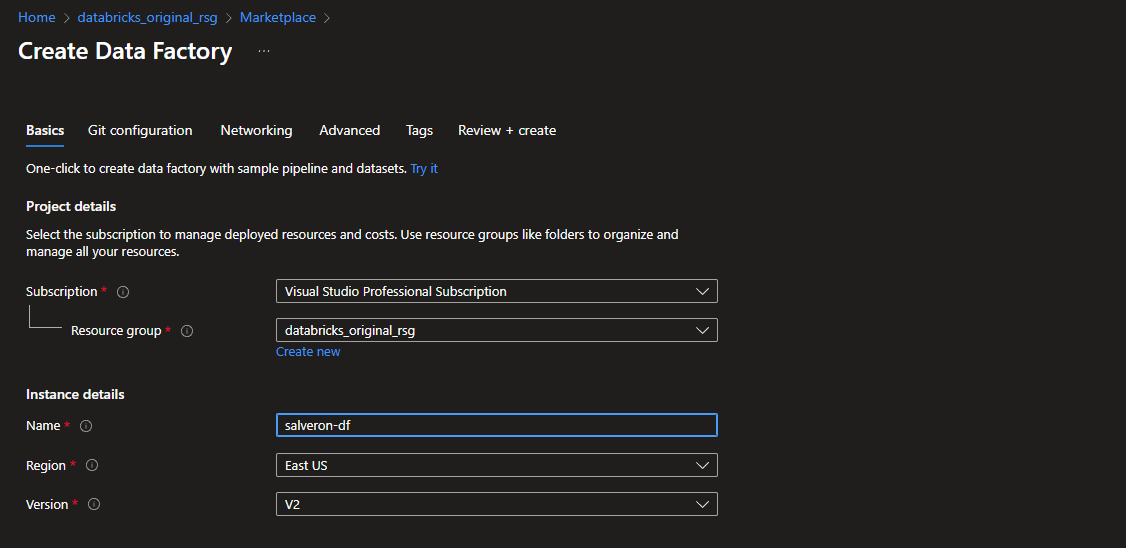 Home > databricks_original_rsg > Marketplace >
Create Data Factory ...
Basics Git configuration Networking Advanced Tags Review + create
One-click to create data factory with sample pipeline and datasets. Try it
Project details
Select the subscription to manage deployed resources and costs. Use resource groups like folders to organize and
manage all your resources.
Subscription * Visual Studio Professional Subscription
Resource group * databricks_original_rsg
Create new
Instance details
Name * salveron-df
Region * East US
Version * V2